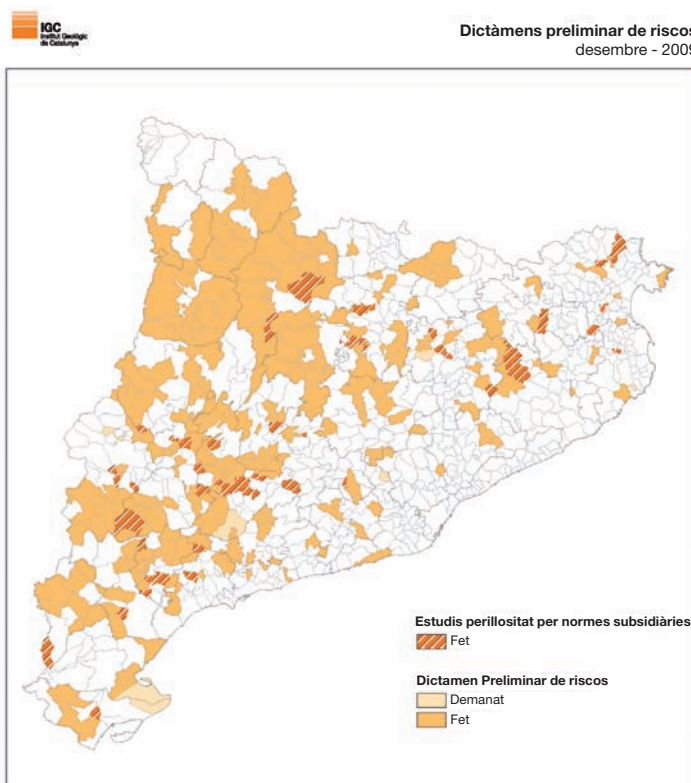 IGC
Institut Geològic
de Catalunya
Dictàmens preliminar de riscos
desembre - 2009
Estudis perillositat per normes subsidiàries
Fet
Dictamen Preliminar de riscos
Demanat
Fet